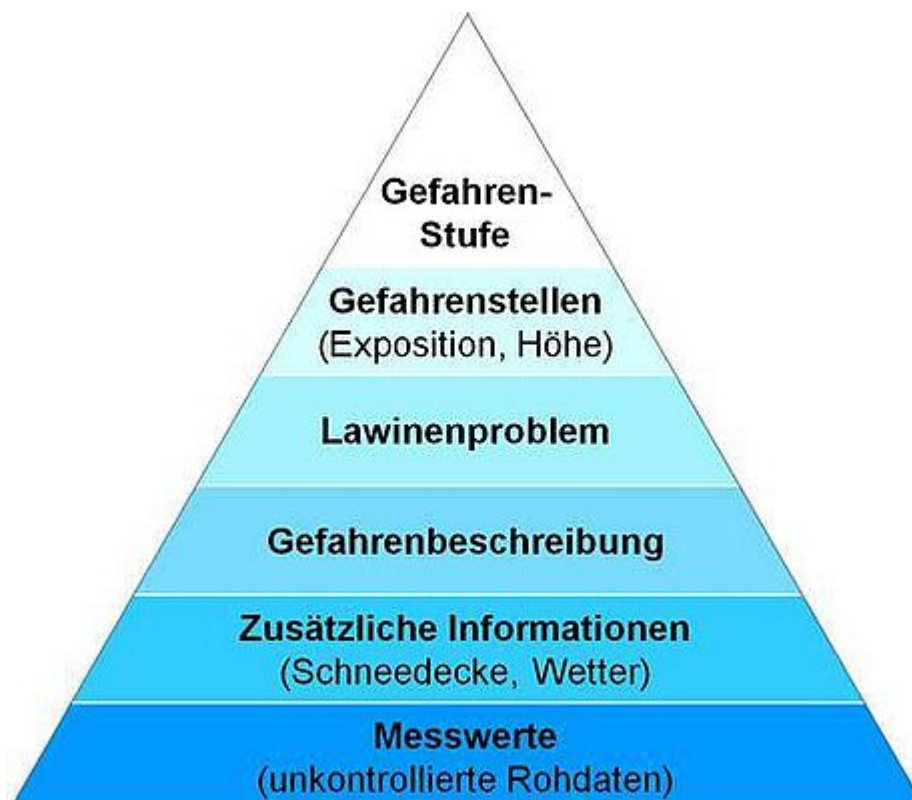 Gefahren-
Stufe
Gefahrenstellen
(Exposition, Höhe)
Lawinenproblem
Gefahrenbeschreibung
Zusätzliche Informationen
(Schneedecke, Wetter)
Messwerte
(unkontrollierte Rohdaten)